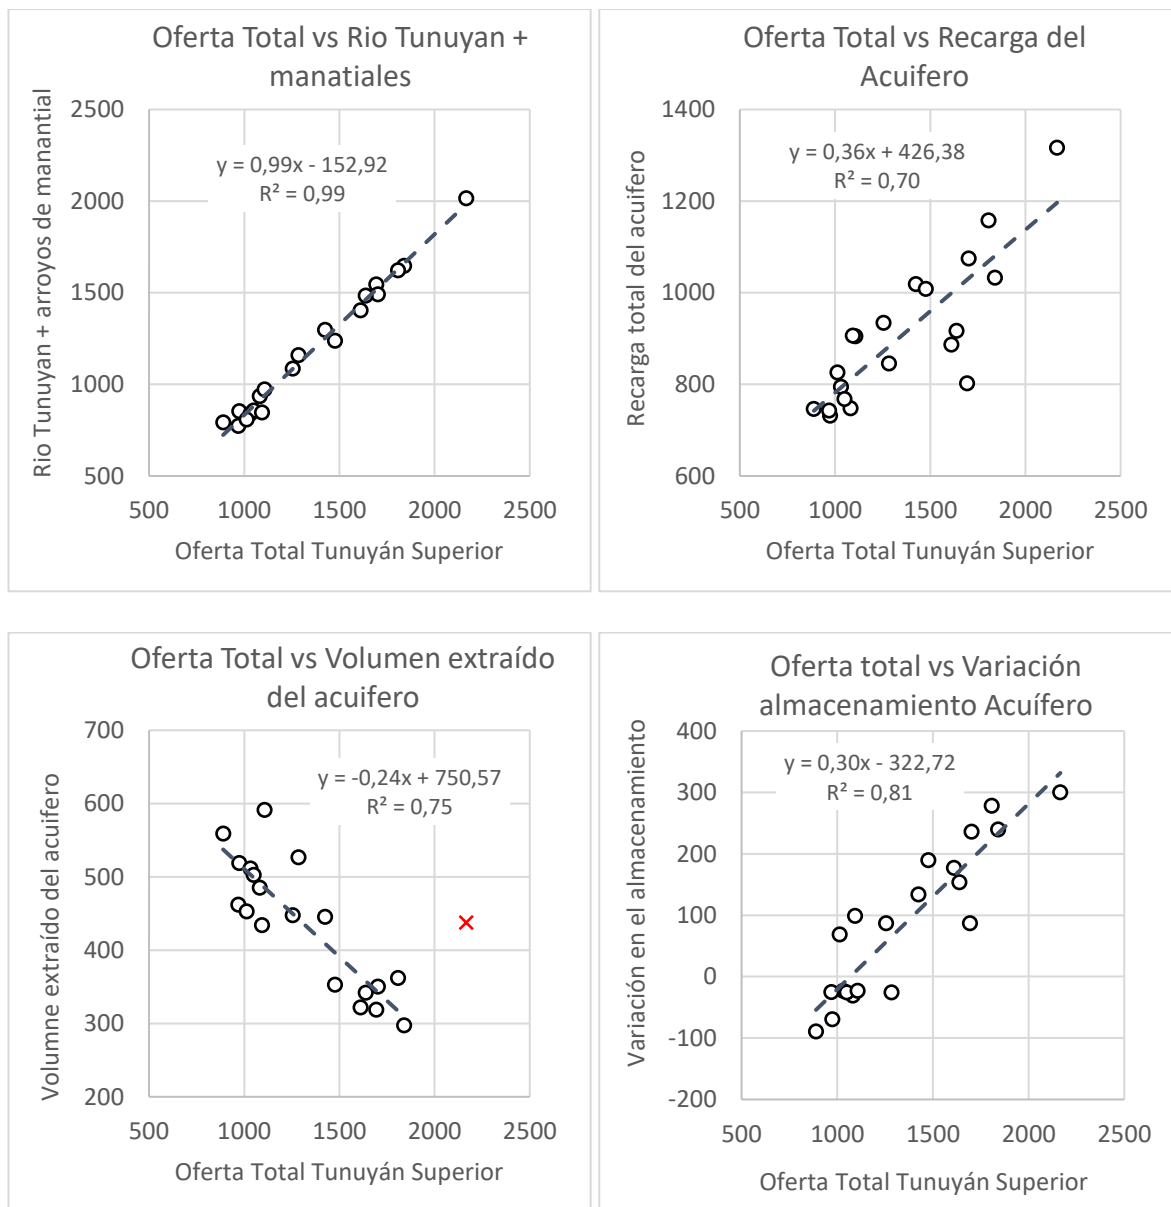 Oferta Total vs Rio Tunuyan +
manatiales
2500
2000
1500
1000
500
Rio Tunuyan + arroyos de manantial
y = 0,99x - 152,92
R² = 0,99
500 1000 1500 2000 2500
Oferta Total Tunuyán Superior
Oferta Total vs Recarga del
Acuifero
1400
1200
1000
800
600
Recarga total del acuifero
y = 0,36x + 426,38
R² = 0,70
500 1000 1500 2000 2500
Oferta Total Tunuyán Superior
Oferta Total vs Volumen extraído
del acuifero
700
600
500
400
300
200
Volumne extraído del acuifero
y = -0,24x + 750,57
R² = 0,75
500 1000 1500 2000 2500
Oferta Total Tunuyán Superior
Oferta total vs Variación
almacenamiento Acuífero
400
300
200
100
0
-100
-200
Variación en el almacenamiento
y = 0,30x - 322,72
R² = 0,81
500 1000 1500 2000 2500
Oferta Total Tunuyán Superior